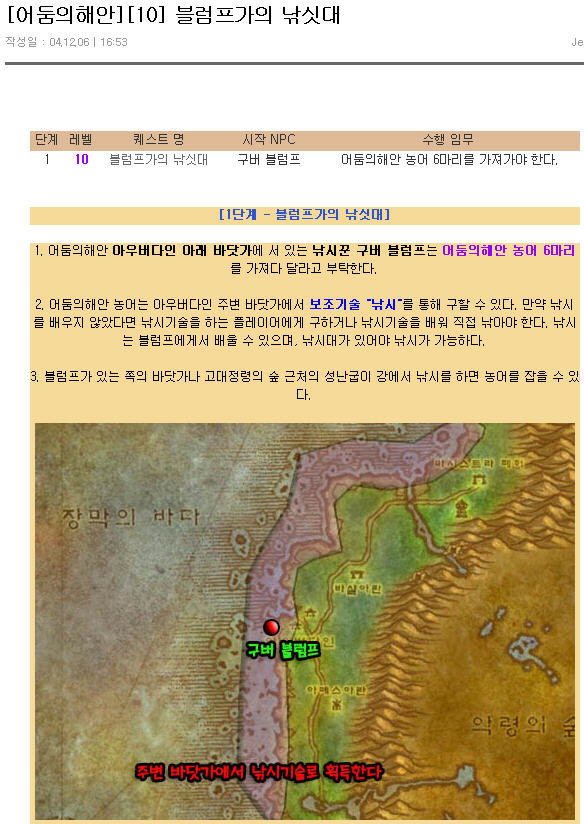 [어둠의해안][10] 블럼프가의 낚싯대
작성일 : 04.12.06 | 16:53 Je
단계 레벨 퀘스트 명 시작 NPC 수행 임무
1 10 블럼프가의 낚싯대 구버 블럼프 어둠의해안 농어 6마리를 가져가야 한다.
[1단계 - 블럼프가의 낚싯대]
1. 어둠의해안 아우버다인 아래 바닷가에 서 있는 낚시꾼 구버 블럼프는 어둠의해안 농어 6마리
를 가져다 달라고 부탁한다.
2. 어둠의해안 농어는 아우버다인 주변 바닷가에서 보조기술 "낚시"를 통해 구할 수 있다. 만약 낚시
를 배우지 않았다면 낚시기술을 하는 플레이어에게 구하거나 낚시기술을 배워 직접 낚아야 한다. 낚시
는 블럼프에게서 배울 수 있으며, 낚시대가 있어야 낚시가 가능하다.
3. 블럼프가 있는 쪽의 바닷가나 고대정령의 숲 근처의 성난굽이 강에서 낚시를 하면 농어를 잡을 수 있
다.
마시스트라 폐허
장막의 바다
바샬아란
다인
구버 블럼프
아메스아란
악령의 숲
주변 바닷가에서 낚시기술로 획득한다